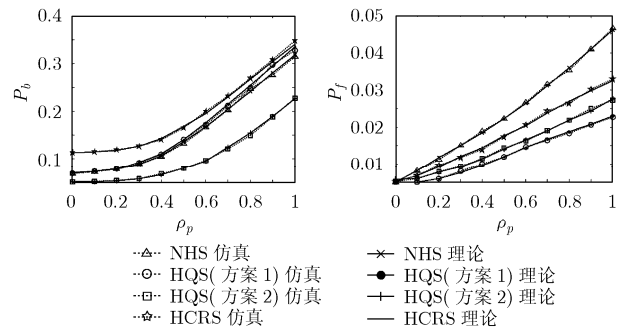 0.4
0.3
0.2
0.1
P_b
0
0.2
0.4
0.6
0.8
1
ρ_p
0.05
0.04
0.03
0.02
0.01
P_f
0
0.2
0.4
0.6
0.8
1
ρ_p
NHS 仿真
HQS( 方案 1) 仿真
HQS( 方案 2) 仿真
HCRS 仿真
NHS 理论
HQS( 方案 1) 理论
HQS( 方案 2) 理论
HCRS 理论